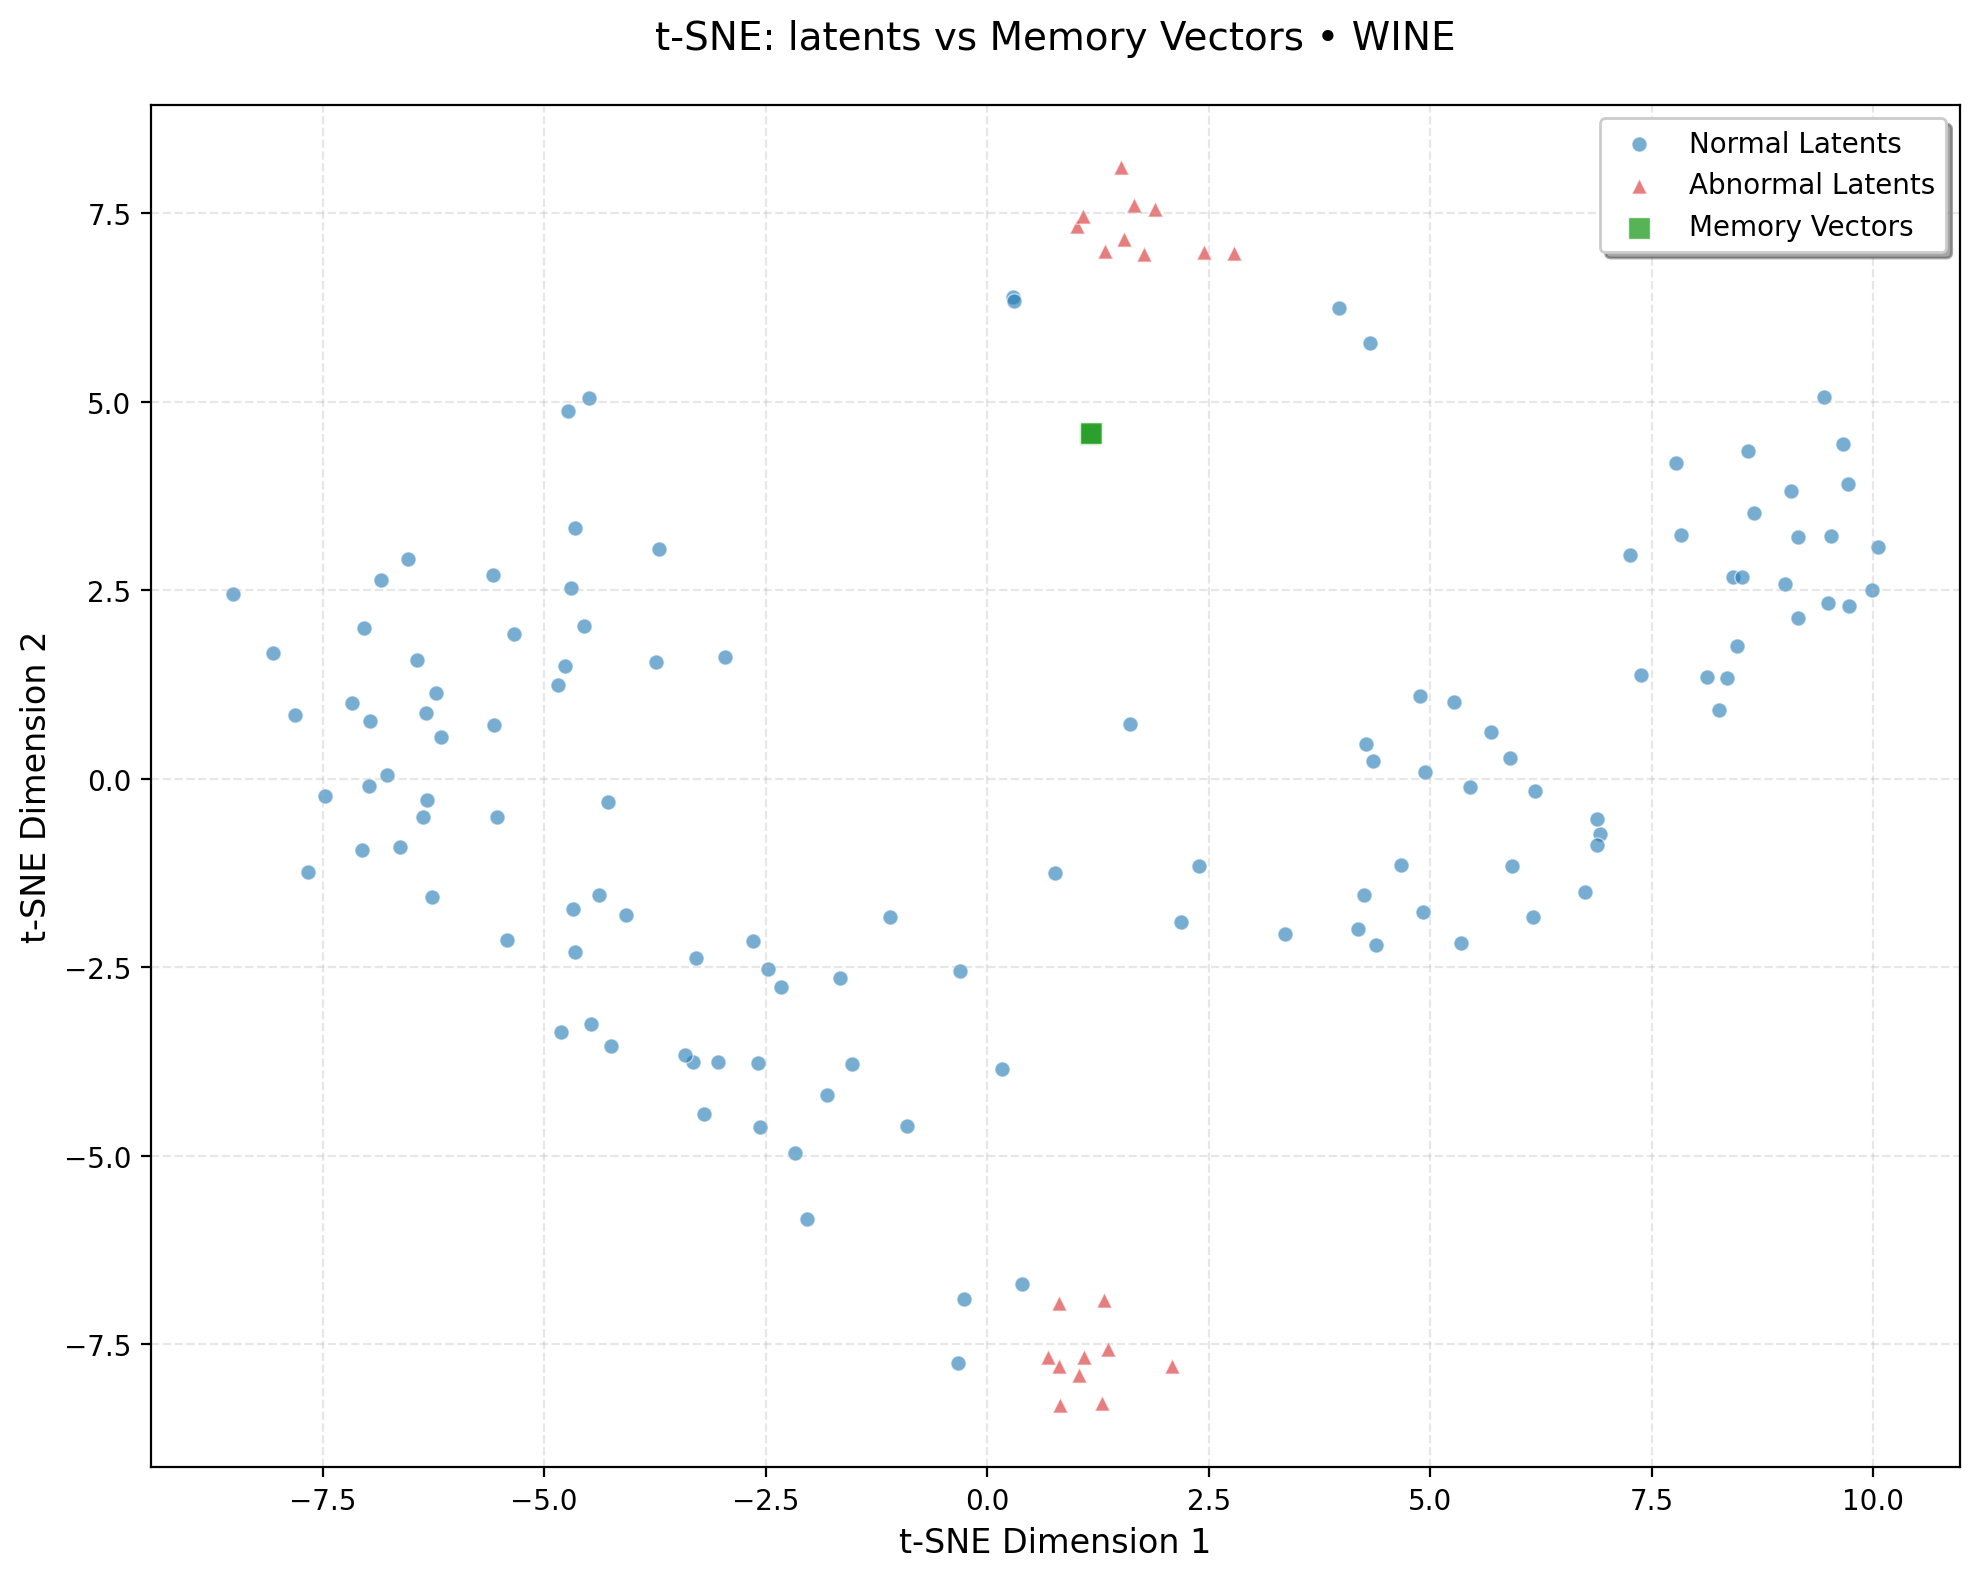 t-SNE: latents vs Memory Vectors • WINE
Normal Latents
Abnormal Latents
Memory Vectors
7.5
5.0
2.5
0.0
−2.5
−5.0
−7.5
t-SNE Dimension 2
−7.5
−5.0
−2.5
0.0
2.5
5.0
7.5
10.0
t-SNE Dimension 1